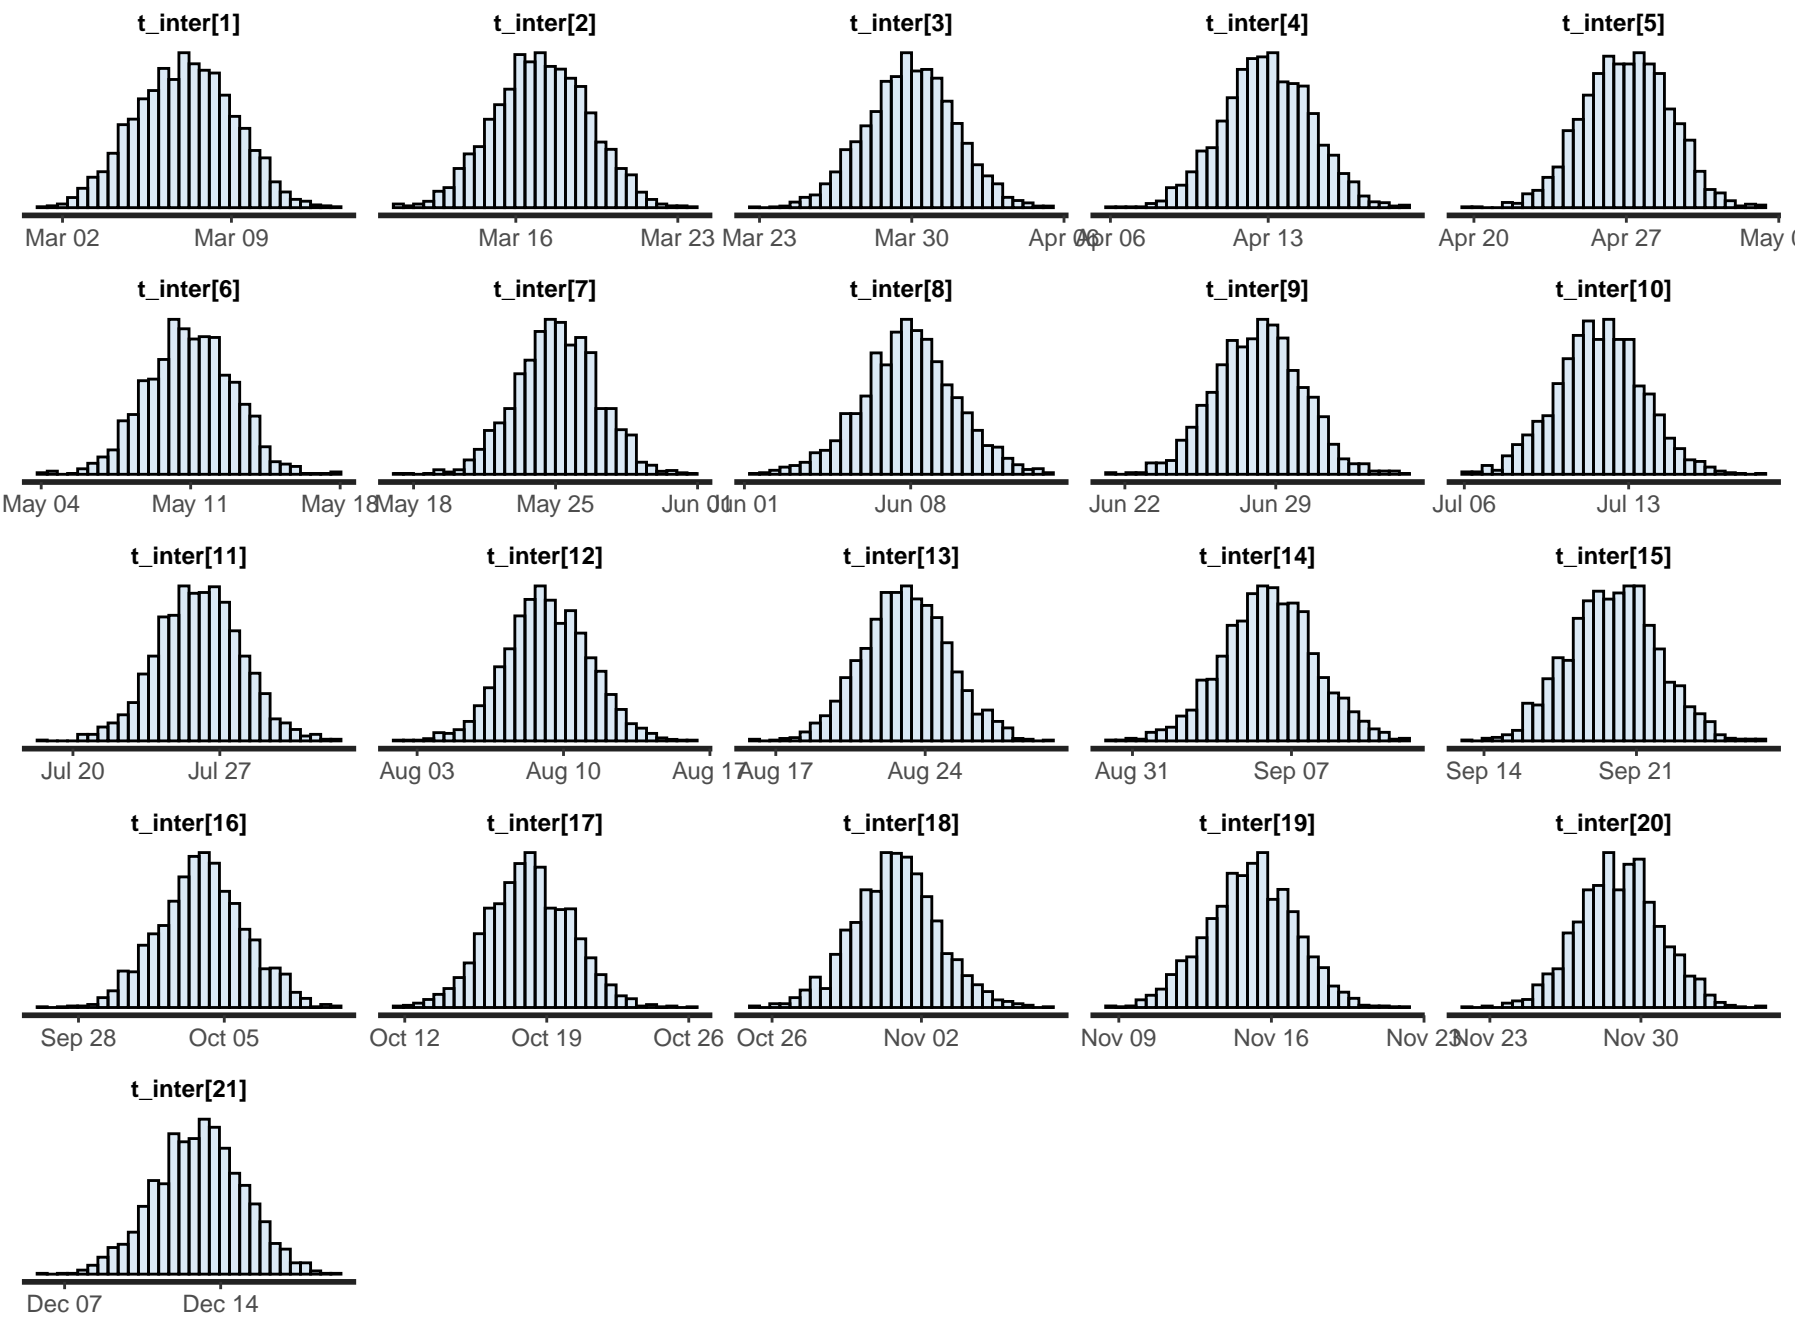 t_inter[1] t_inter[2] t_inter[3] t_inter[4] t_inter[5]
Mar 02 Mar 09 Mar 16 Mar 23 Mar 23 Mar 30 Apr 06 Apr 06 Apr 13 Apr 20 Apr 27 May
t_inter[6] t_inter[7] t_inter[8] t_inter[9] t_inter[10]
May 04 May 11 May 18 May 18 May 25 Jun 01 Jun 01 Jun 08 Jun 22 Jun 29 Jul 06 Jul 13
t_inter[11] t_inter[12] t_inter[13] t_inter[14] t_inter[15]
Jul 20 Jul 27 Aug 03 Aug 10 Aug 17 Aug 17 Aug 24 Aug 31 Sep 07 Sep 14 Sep 21
t_inter[16] t_inter[17] t_inter[18] t_inter[19] t_inter[20]
Sep 28 Oct 05 Oct 12 Oct 19 Oct 26 Oct 26 Nov 02 Nov 09 Nov 16 Nov 23 Nov 23 Nov 30
t_inter[21]
Dec 07 Dec 14